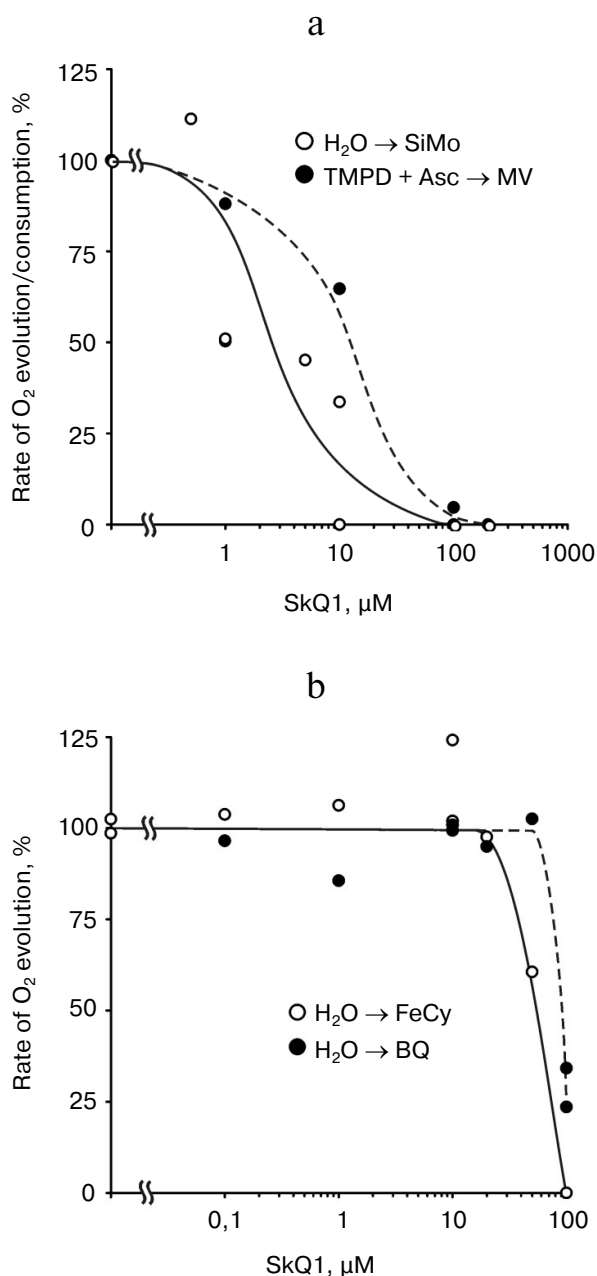 a
Rate of O₂ evolution/consumption, %
125
100
75
50
25
0
H₂O → SiMo
TMPD + Asc → MV
1
10
100
1000
SkQ1, μM
b
Rate of O₂ evolution, %
125
100
75
50
25
0
H₂O → FeCy
H₂O → BQ
0,1
1
10
100
SkQ1, μM